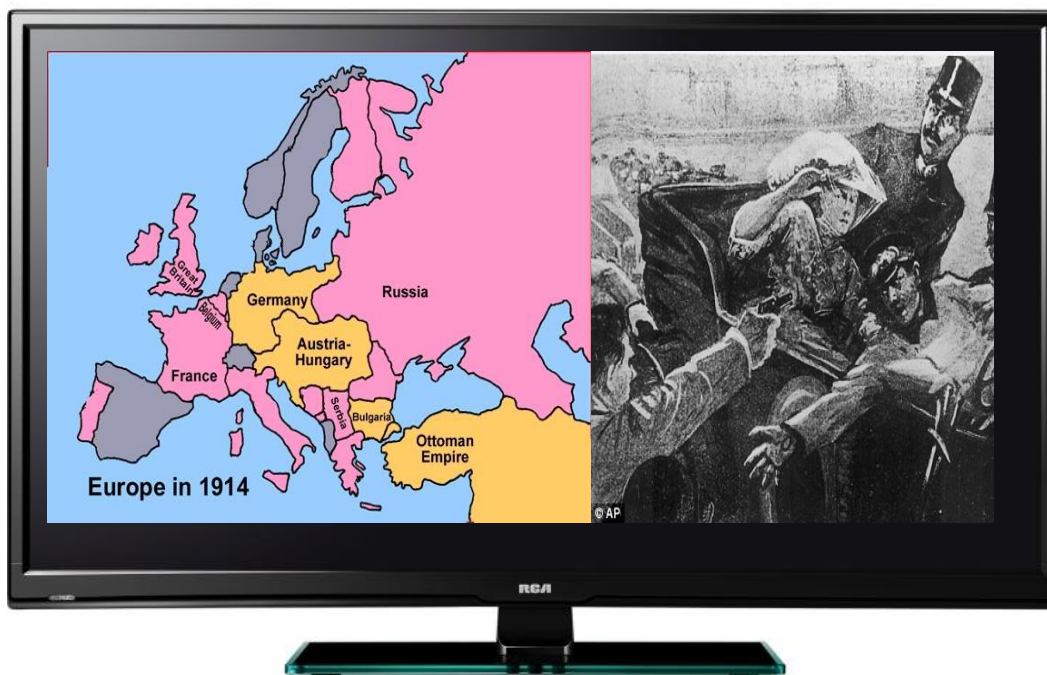 Great
Britain
Belgium
Germany
Russia
Austria-
Hungary
France
Serbia
Bulgaria
Ottoman
Empire
Europe in 1914
© AP
RCA